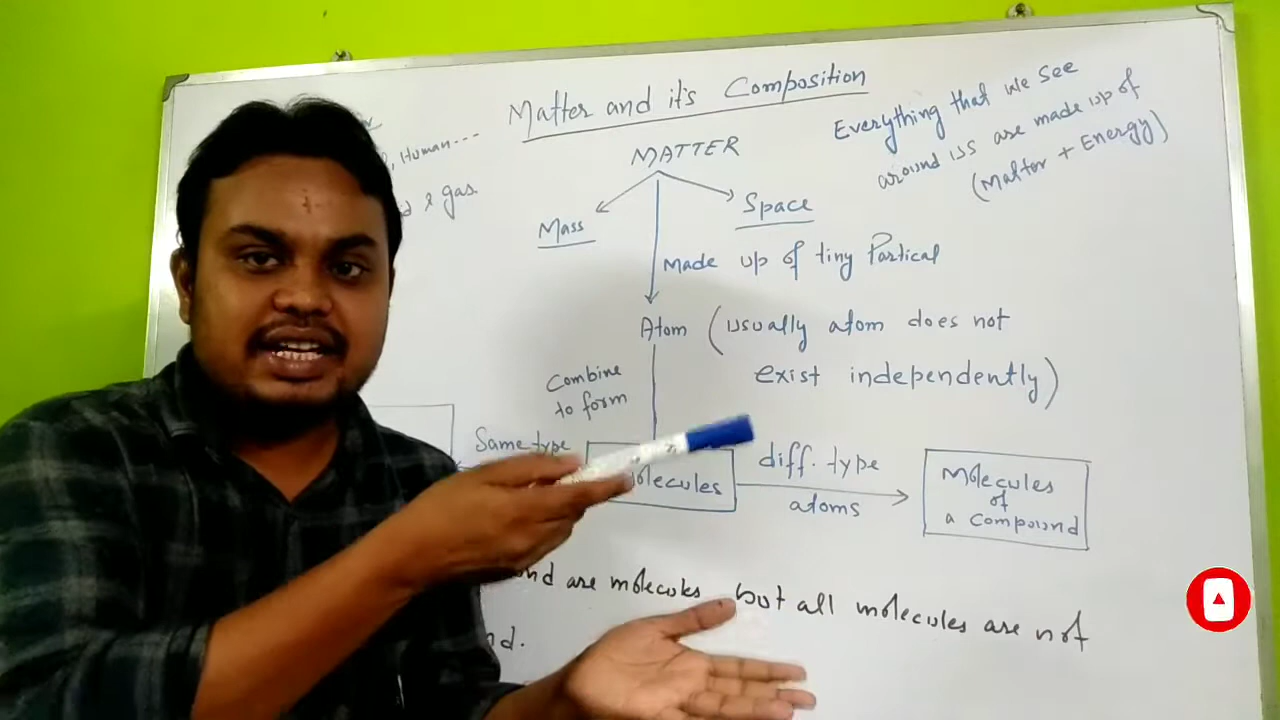 Matter and it's Composition
Everything that we see
around us are made up of
(Matter + Energy)
, Human---
& gas.
MATTER
Mass
Space
Made up of tiny Partical
Atom (usually atom does not
exist independently)
Combine
to form
Same type
diff. type
atoms
Molecules
of
a compound
are molecules but all molecules are not